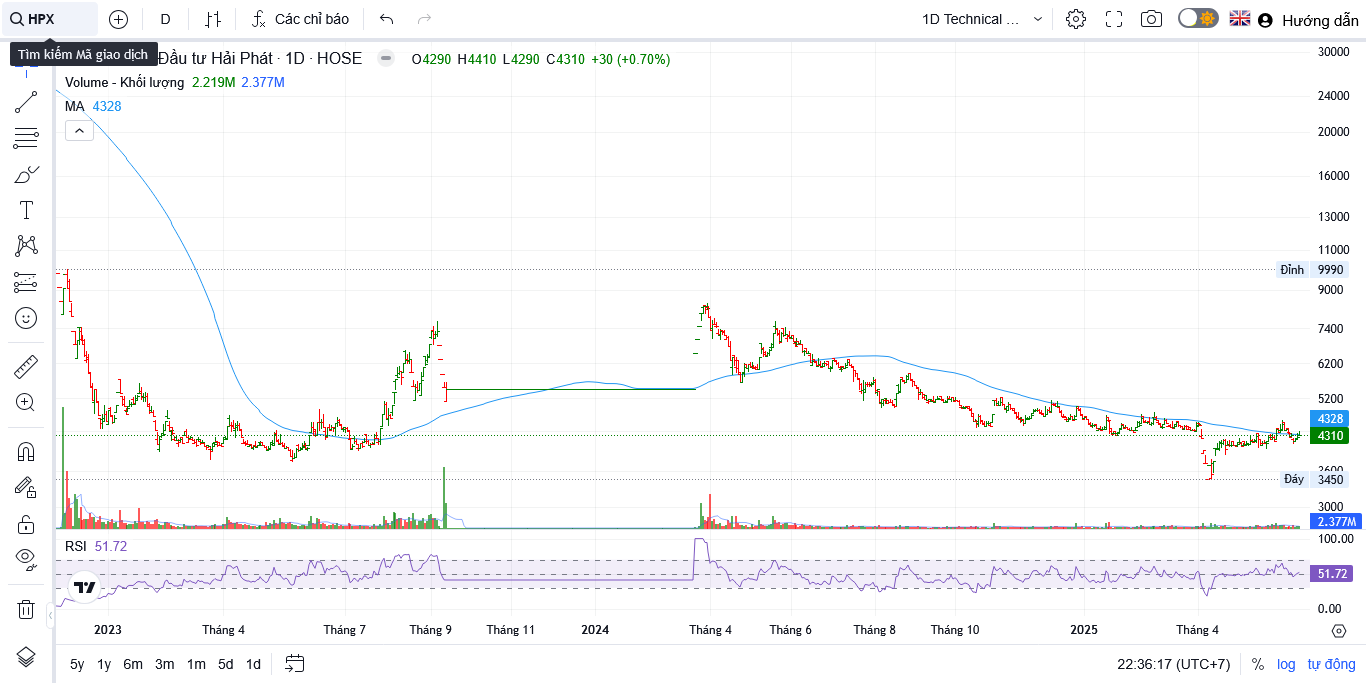 HPX
D
Các chỉ báo
1D Technical ...
Hướng dẫn
Tìm kiếm Mã giao dịch
Đầu tư Hải Phát · 1D · HOSE
O4290 H4410 L4290 C4310 +30 (+0.70%)
Volume - Khối lượng 2.219M 2.377M
MA 4328
30000
24000
20000
16000
13000
11000
Đỉnh 9990
9000
7400
6200
5200
4328
4310
3600
Đáy 3450
3000
2.377M
RSI 51.72
100.00
51.72
0.00
2023 Tháng 4 Tháng 7 Tháng 9 Tháng 11 2024 Tháng 4 Tháng 6 Tháng 8 Tháng 10 2025 Tháng 4
5y 1y 6m 3m 1m 5d 1d
22:36:17 (UTC+7) % log tự động